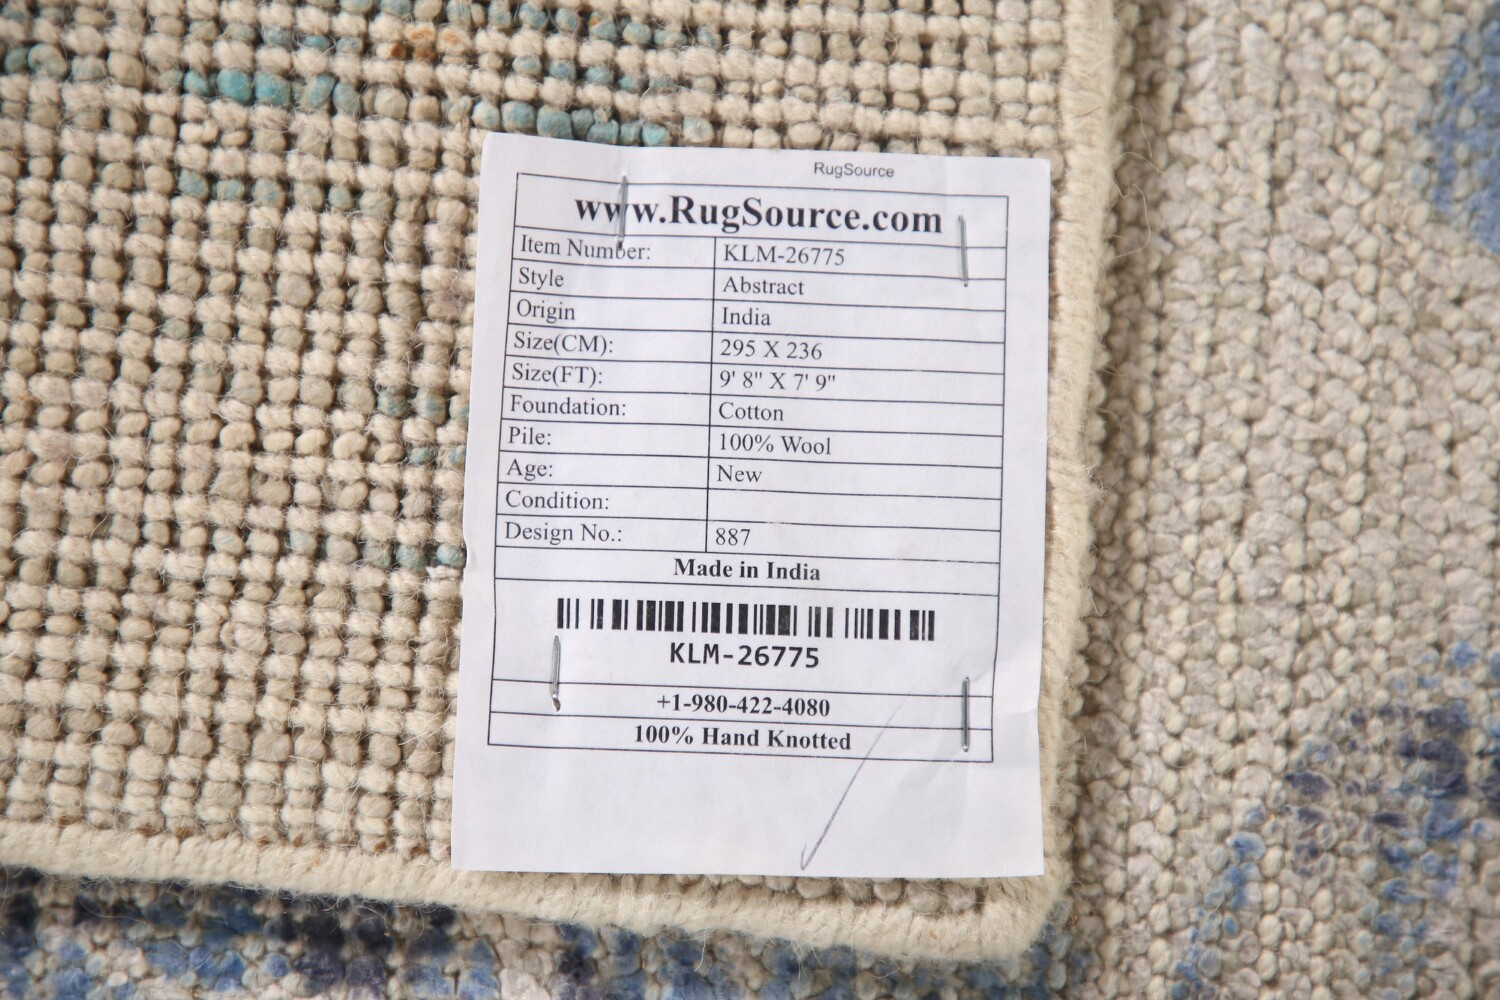 RugSource
www.RugSource.com
Item Number: KLM-26775
Style Abstract
Origin India
Size(CM): 295 X 236
Size(FT): 9' 8" X 7' 9"
Foundation: Cotton
Pile: 100% Wool
Age: New
Condition:
Design No.: 887
Made in India
KLM-26775
+1-980-422-4080
100% Hand Knotted